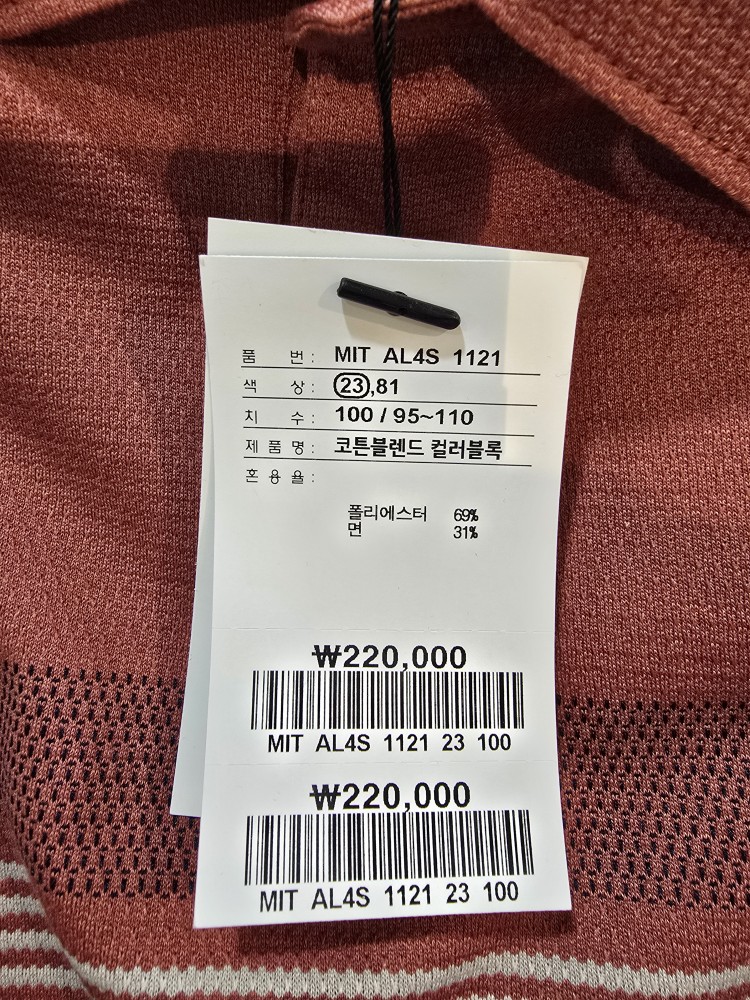 품 번 : MIT AL4S 1121
색 상 : 23,81
치 수 : 100 / 95~110
제 품 명 : 코튼블렌드 컬러블록
혼 용 율 :
폴리에스터 69%
면 31%
₩220,000
MIT AL4S 1121 23 100
₩220,000
MIT AL4S 1121 23 100